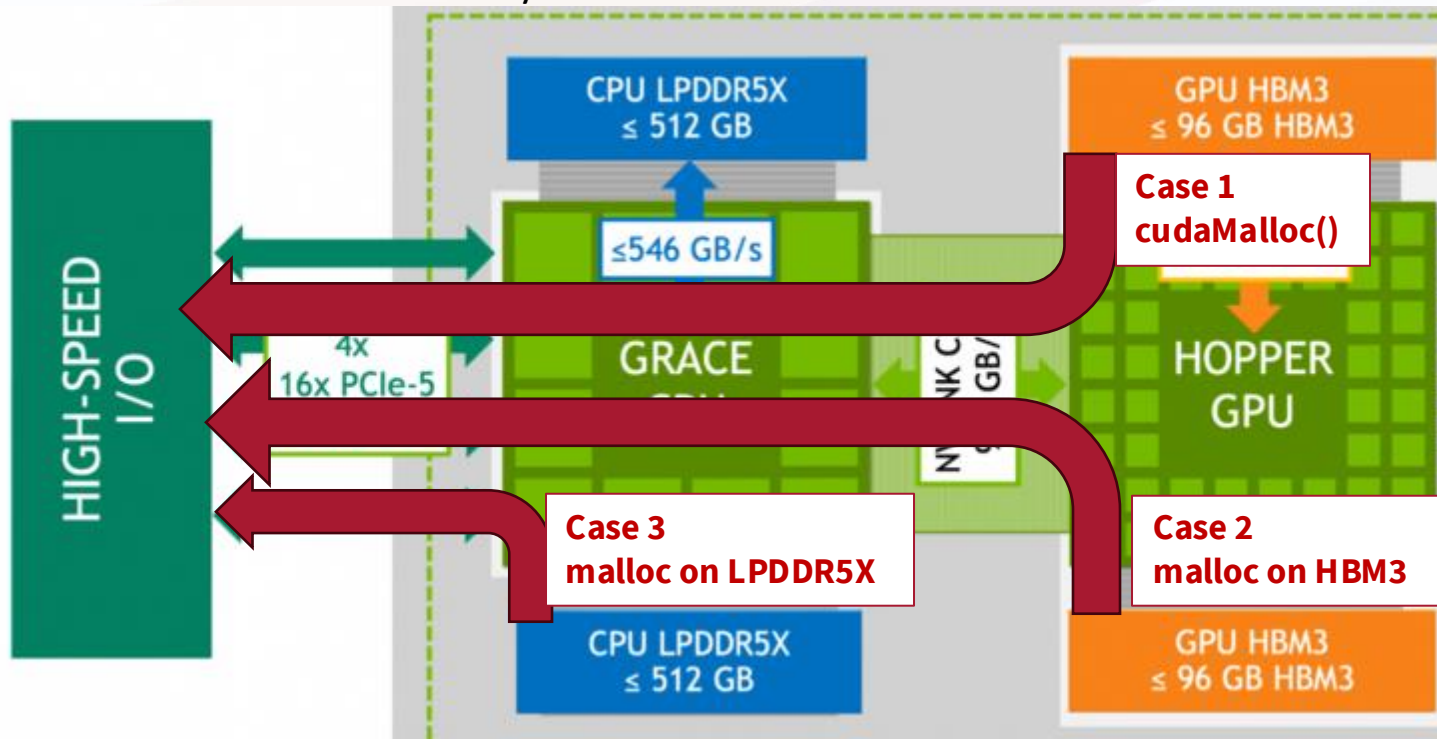 CPU LPDDR5X
≤ 512 GB
GPU HBM3
≤ 96 GB HBM3
Case 1
cudaMalloc()
≤546 GB/s
HIGH-SPEED
I/O
4x
16x PCIe-5
GRACE
HOPPER
GPU
Case 3
malloc on LPDDR5X
Case 2
malloc on HBM3
CPU LPDDR5X
≤ 512 GB
GPU HBM3
≤ 96 GB HBM3